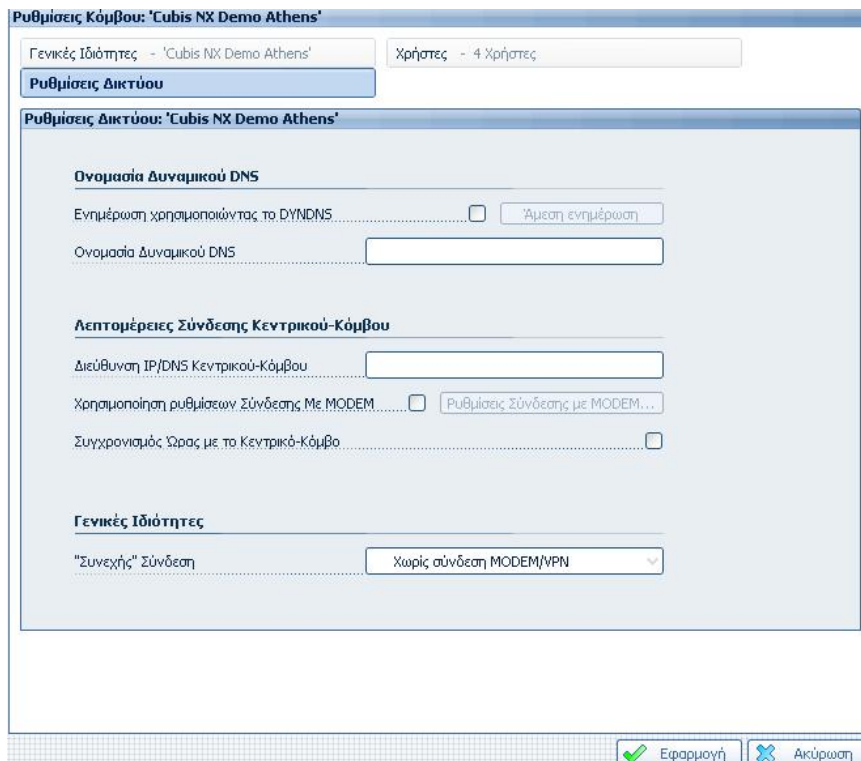 Ρυθμίσεις Κόμβου: 'Cubis NX Demo Athens'
Γενικές Ιδιότητες - 'Cubis NX Demo Athens'
Χρήστες - 4 Χρήστες
Ρυθμίσεις Δικτύου
Ρυθμίσεις Δικτύου: 'Cubis NX Demo Athens'
Ονομασία Δυναμικού DNS
Ενημέρωση χρησιμοποιώντας το DYNDNS
Άμεση ενημέρωση
Ονομασία Δυναμικού DNS
Λεπτομέρειες Σύνδεσης Κεντρικού-Κόμβου
Διεύθυνση IP/DNS Κεντρικού-Κόμβου
Χρησιμοποίηση ρυθμίσεων Σύνδεσης Με MODEM
Ρυθμίσεις Σύνδεσης με MODEM...
Συγχρονισμός Ώρας με το Κεντρικό-Κόμβο
Γενικές Ιδιότητες
"Συνεχής" Σύνδεση
Χωρίς σύνδεση MODEM/VPN
Εφαρμογή
Ακύρωση